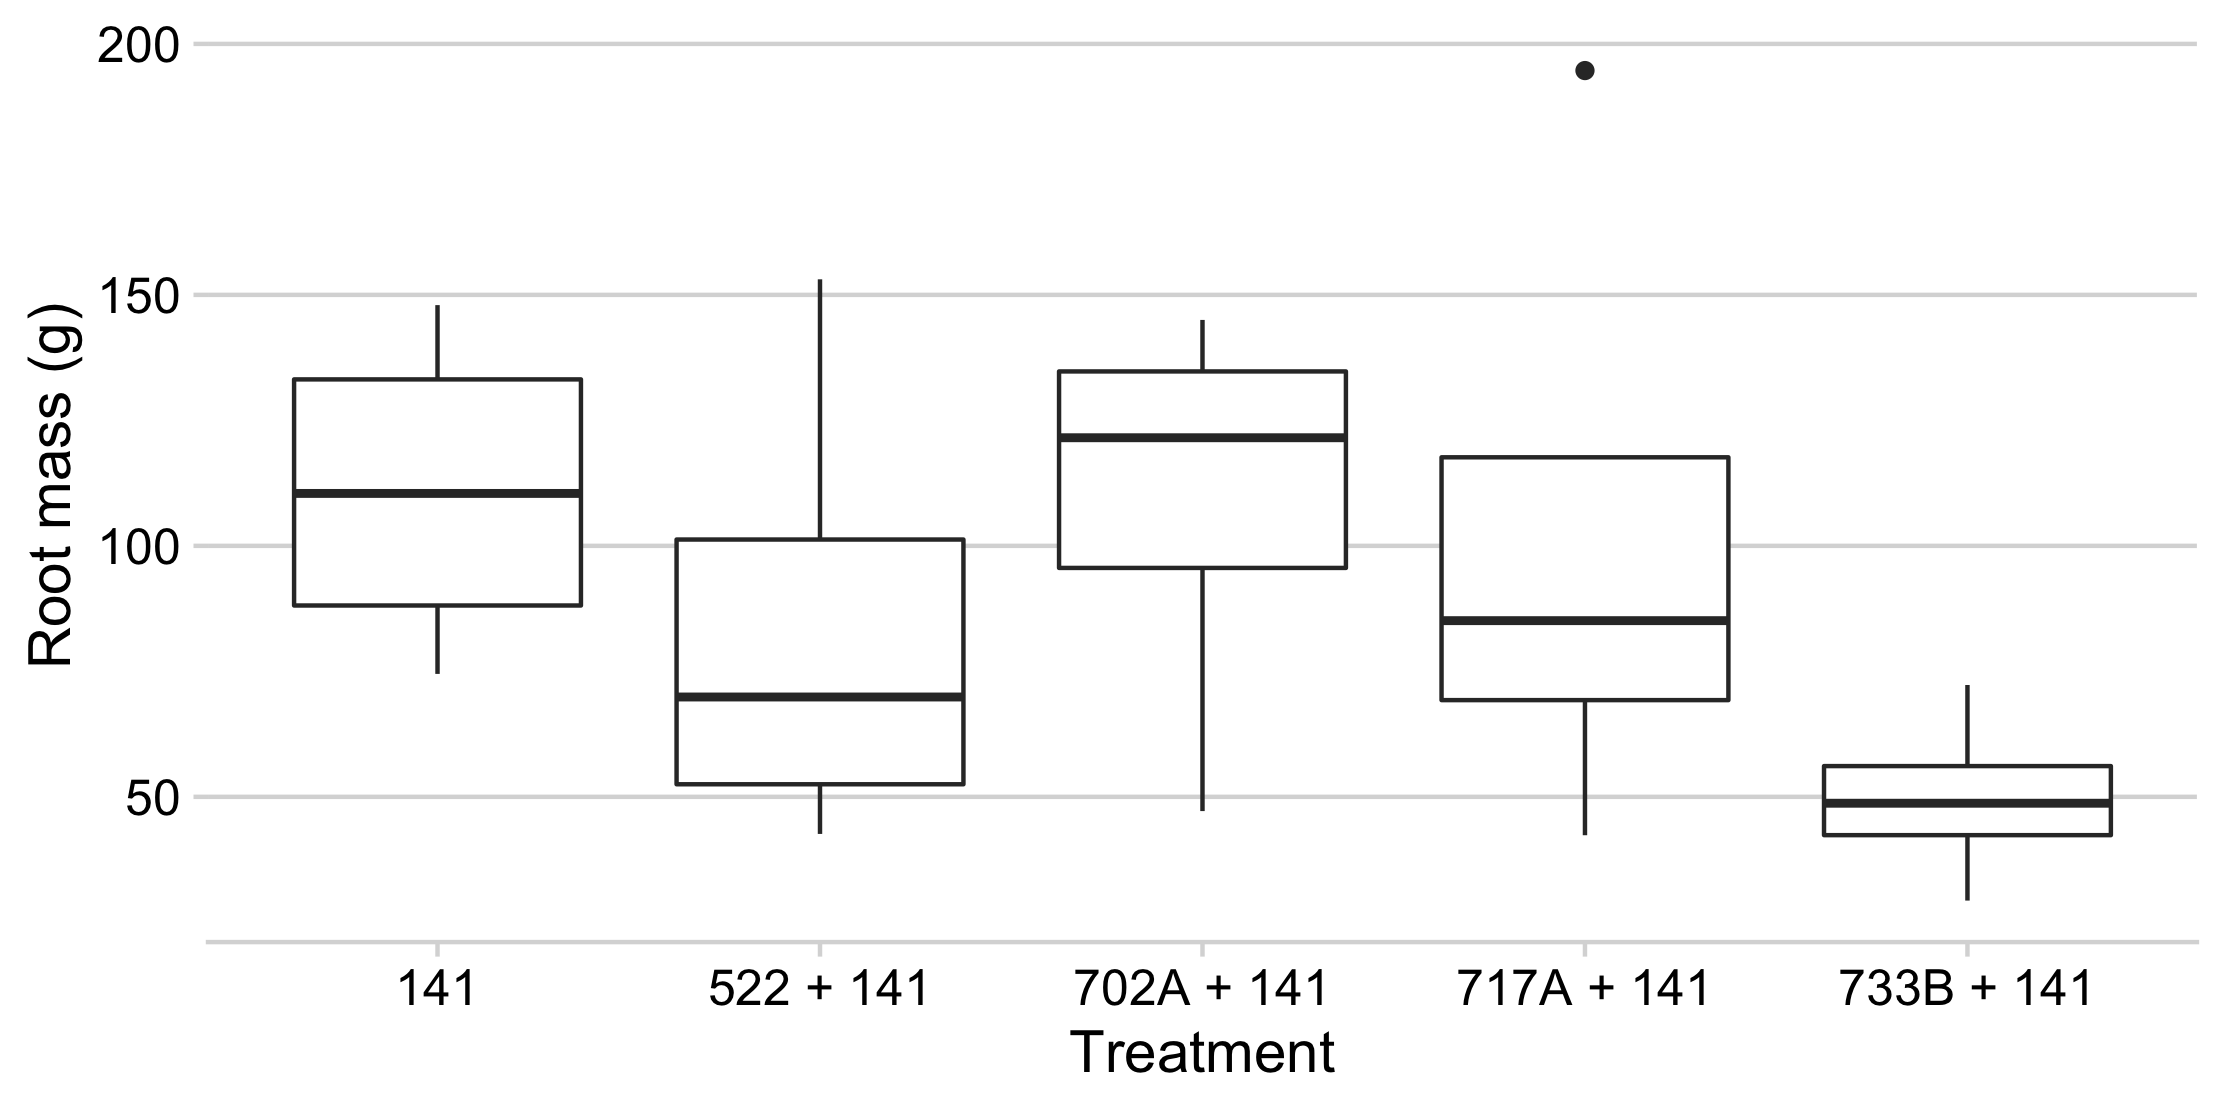 200
150
100
50
Root mass (g)
141
522 + 141
702A + 141
717A + 141
733B + 141
Treatment